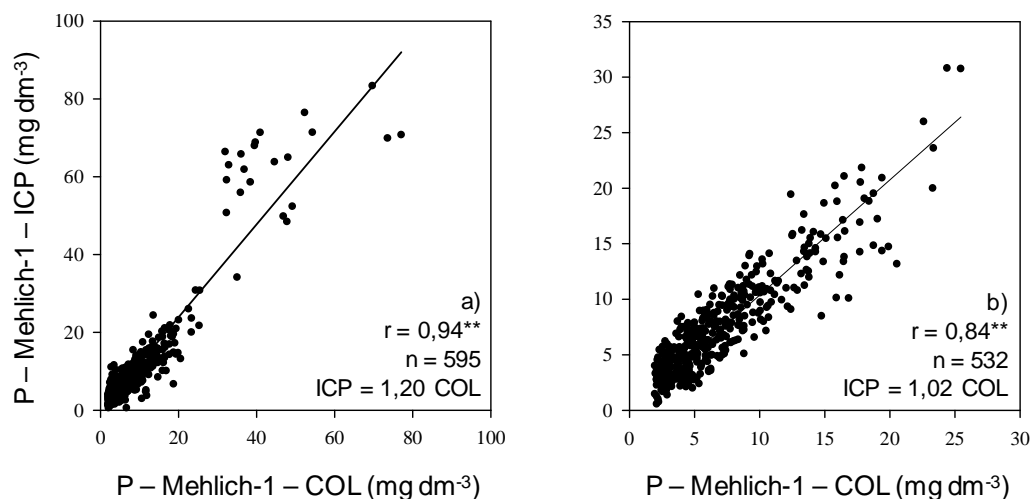 P – Mehlich-1 – ICP (mg dm-3)
100
80
60
40
20
0
a)
r = 0,94**
n = 595
ICP = 1,20 COL
0 20 40 60 80 100
P – Mehlich-1 – COL (mg dm-3)
35
30
25
20
15
10
5
0
b)
r = 0,84**
n = 532
ICP = 1,02 COL
0 5 10 15 20 25 30
P – Mehlich-1 – COL (mg dm-3)